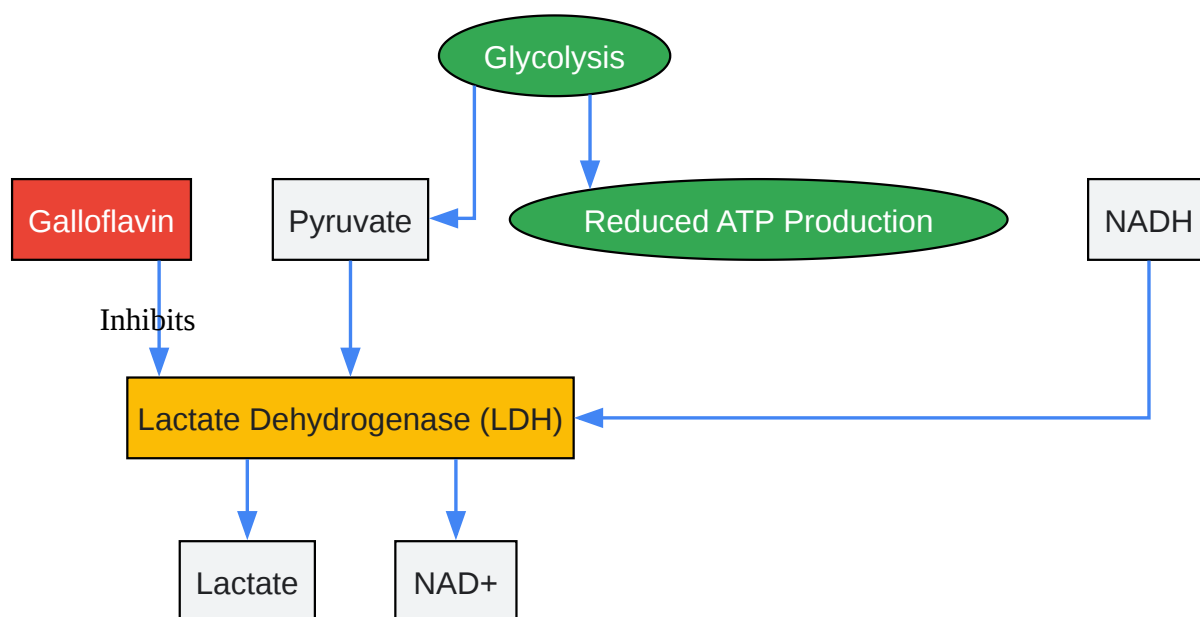 Glycolysis
Galloflavin
Pyruvate
Reduced ATP Production
NADH
Inhibits
Lactate Dehydrogenase (LDH)
Lactate
NAD+